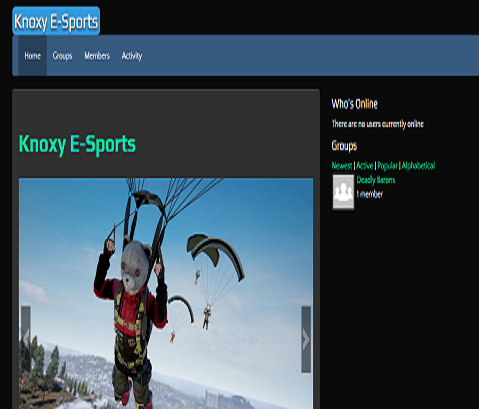 Knoxy E-Sports
Home Groups Members Activity
Knoxy E-Sports
Who's Online
There are no users currently online
Groups
Newest | Active | Popular | Alphabetical
Deadly Barons
1 member